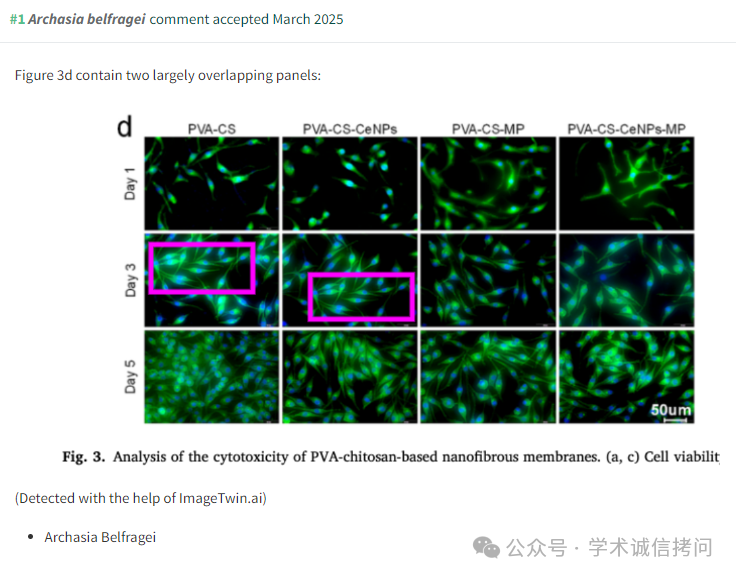 #1 Archasia belfragei comment accepted March 2025
Figure 3d contain two largely overlapping panels:
d
PVA-CS PVA-CS-CeNPs PVA-CS-MP PVA-CS-CeNPs-MP
Day 1
Day 3
Day 5
50um
Fig. 3. Analysis of the cytotoxicity of PVA-chitosan-based nanofibrous membranes. (a, c) Cell viabilit
(Detected with the help of ImageTwin.ai)
• Archasia Belfragei
公众号 · 学术诚信拷问